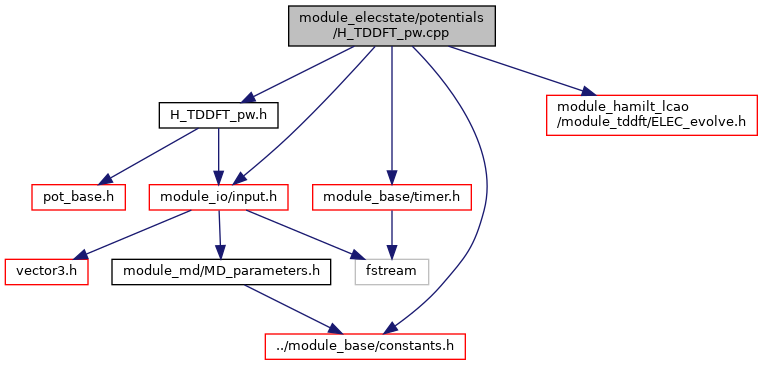 module_elecstate/potentials
/H_TDDFT_pw.cpp
H_TDDFT_pw.h
module_hamilt_lcao
/module_tddft/ELEC_evolve.h
pot_base.h
module_io/input.h
module_base/timer.h
vector3.h
module_md/MD_parameters.h
fstream
../module_base/constants.h